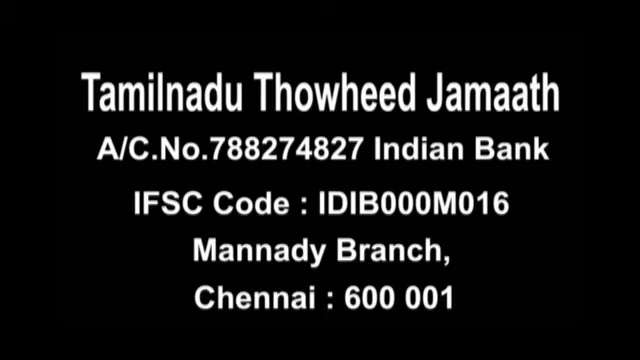 Tamilnadu Thowheed Jamaath
A/C.No.788274827 Indian Bank
IFSC Code : IDIB000M016
Mannady Branch,
Chennai : 600 001